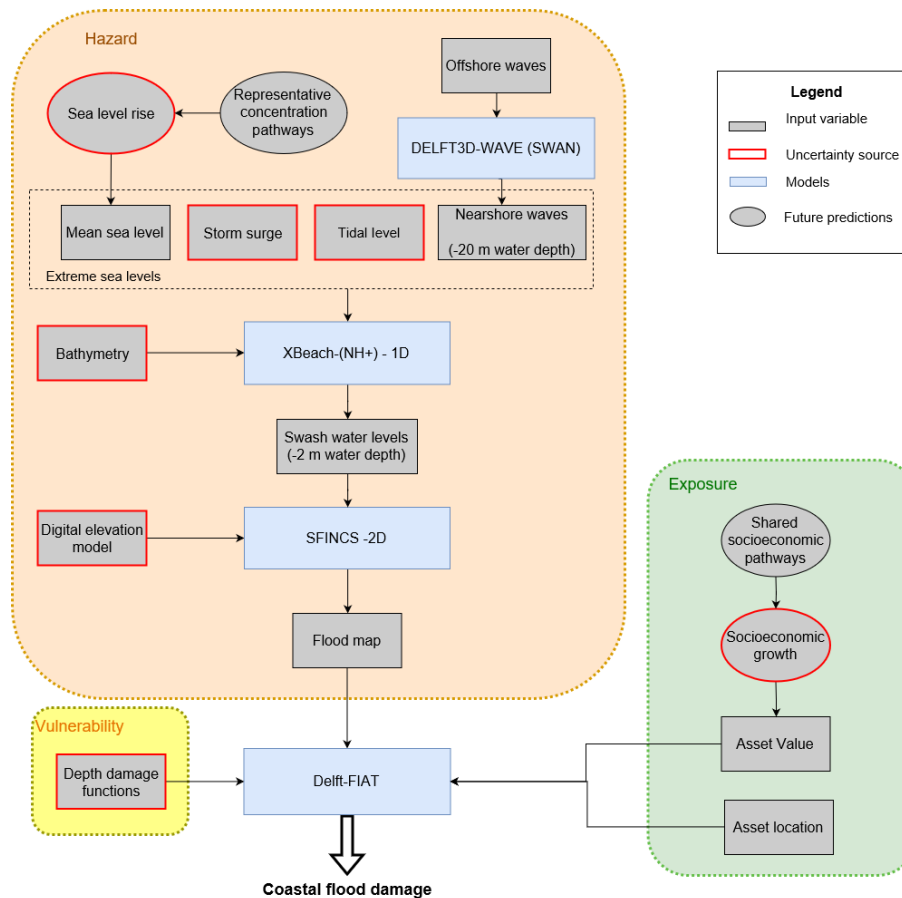 Hazard
Offshore waves
Sea level rise
Representative
concentration
pathways
DELFT3D-WAVE (SWAN)
Legend
Input variable
Uncertainty source
Models
Future predictions
Mean sea level
Storm surge
Tidal level
Nearshore waves
(-20 m water depth)
Extreme sea levels
Bathymetry
XBeach-(NH+) - 1D
Swash water levels
(-2 m water depth)
Digital elevation
model
SFINCS -2D
Flood map
Exposure
Shared
socioeconomic
pathways
Socioeconomic
growth
Asset Value
Asset location
Vulnerability
Depth damage
functions
Delft-FIAT
Coastal flood damage